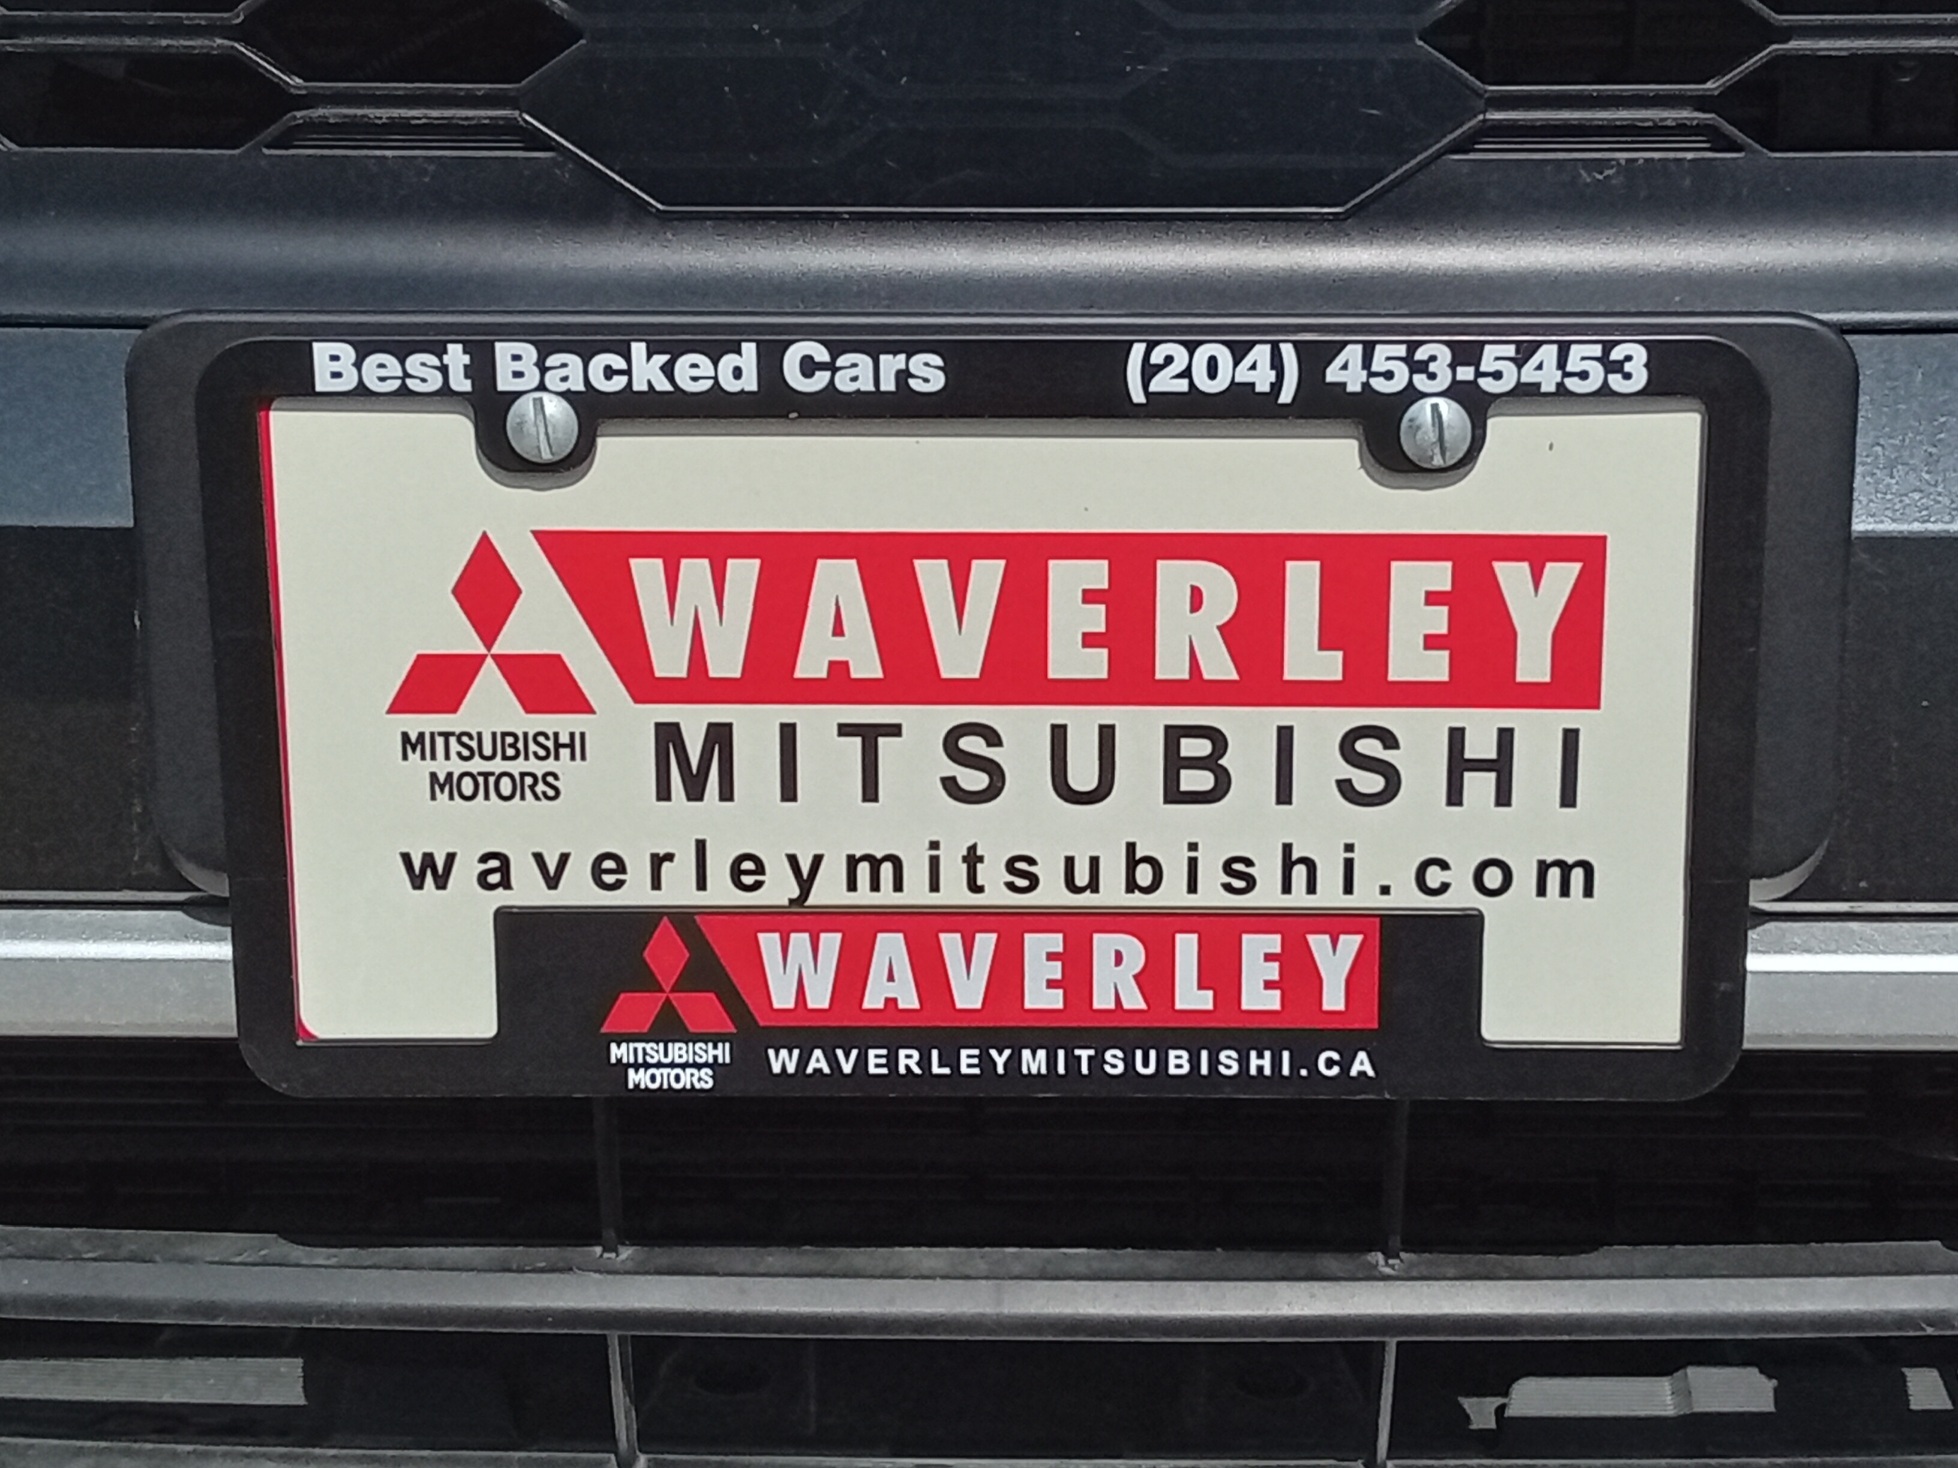 Best Backed Cars (204) 453-5453
WAVERLEY
MITSUBISHI
MITSUBISHI
MOTORS
waverleymitsubishi.com
WAVERLEY
MITSUBISHI
MOTORS
WAVERLEYMITSUBISHI.CA